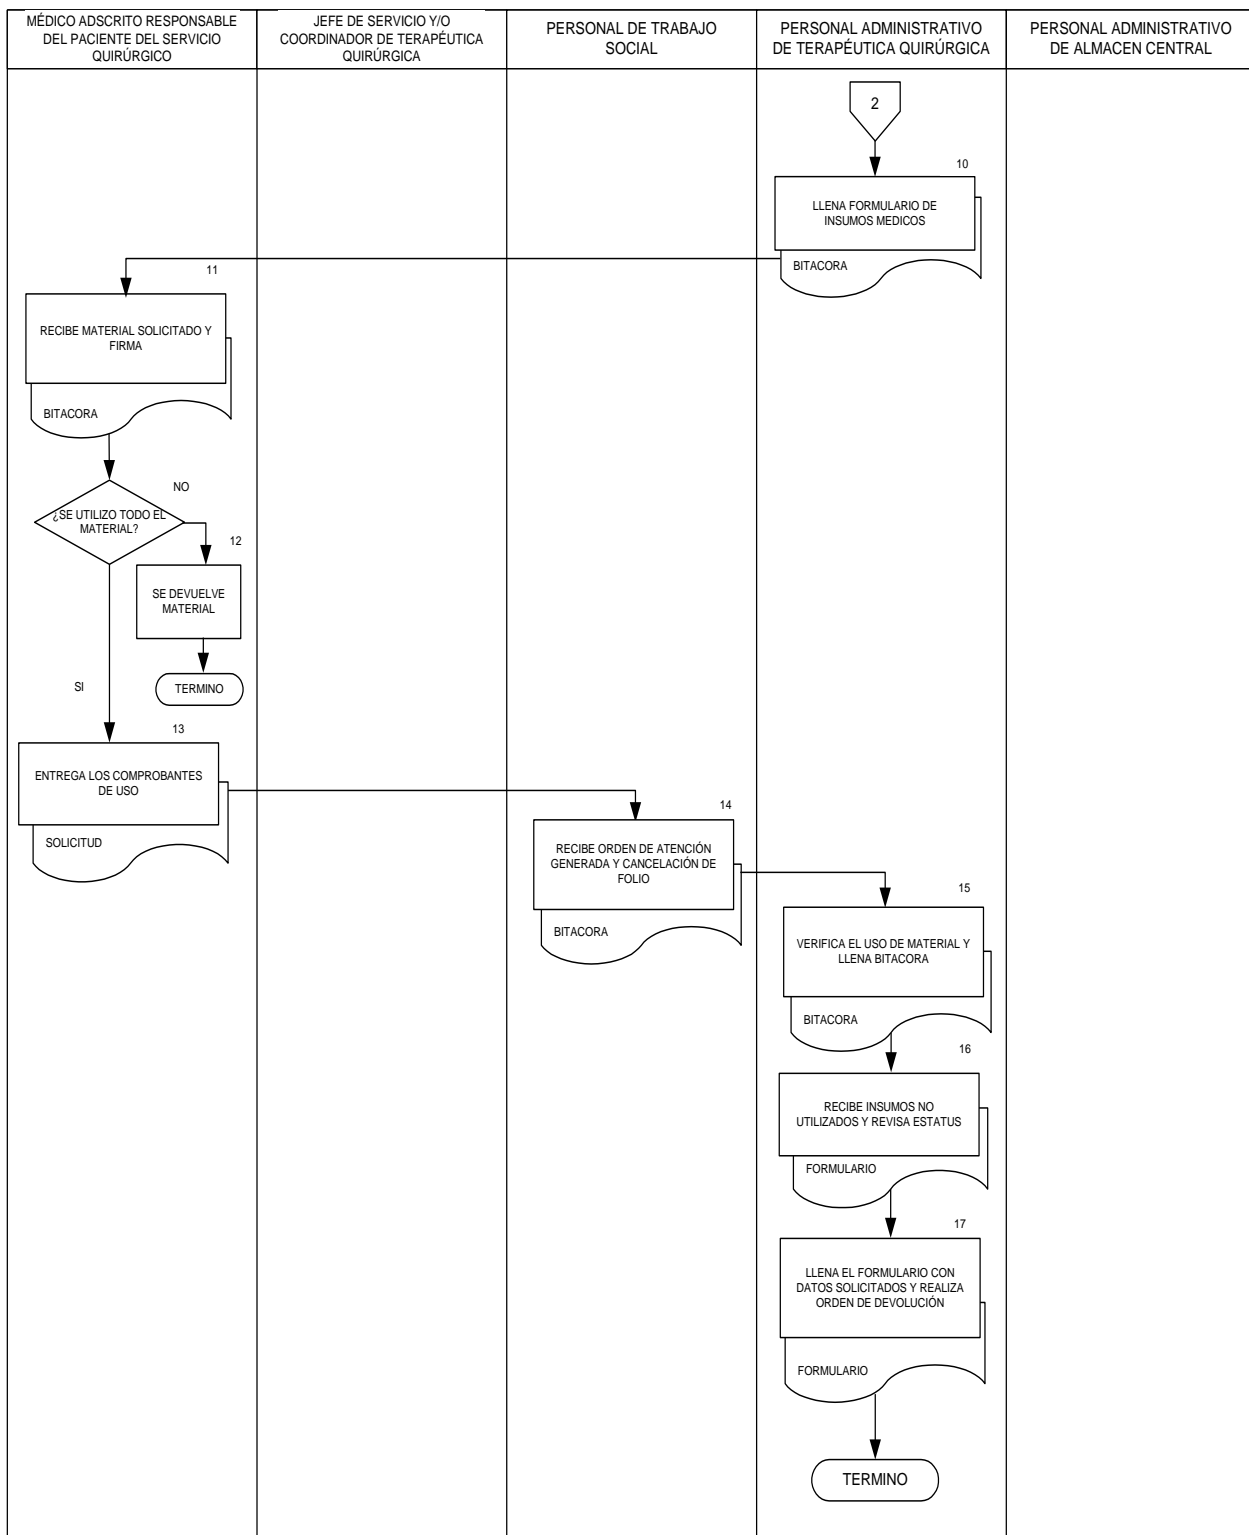 MÉDICO ADSCRITO RESPONSABLE
DEL PACIENTE DEL SERVICIO
QUIRÚRGICO
JEFE DE SERVICIO Y/O
COORDINADOR DE TERAPÉUTICA
QUIRÚRGICA
PERSONAL DE TRABAJO
SOCIAL
PERSONAL ADMINISTRATIVO
DE TERAPÉUTICA QUIRÚRGICA
PERSONAL ADMINISTRATIVO
DE ALMACEN CENTRAL
2
10
LLENA FORMULARIO DE
INSUMOS MEDICOS
BITACORA
11
RECIBE MATERIAL SOLICITADO Y
FIRMA
BITACORA
NO
¿SE UTILIZO TODO EL
MATERIAL?
12
SE DEVUELVE
MATERIAL
TERMINO
SI
13
ENTREGA LOS COMPROBANTES
DE USO
SOLICITUD
14
RECIBE ORDEN DE ATENCIÓN
GENERADA Y CANCELACIÓN DE
FOLIO
BITACORA
15
VERIFICA EL USO DE MATERIAL Y
LLENA BITACORA
BITACORA
16
RECIBE INSUMOS NO
UTILIZADOS Y REVISA ESTATUS
FORMULARIO
17
LLENA EL FORMULARIO CON
DATOS SOLICITADOS Y REALIZA
ORDEN DE DEVOLUCIÓN
FORMULARIO
TERMINO